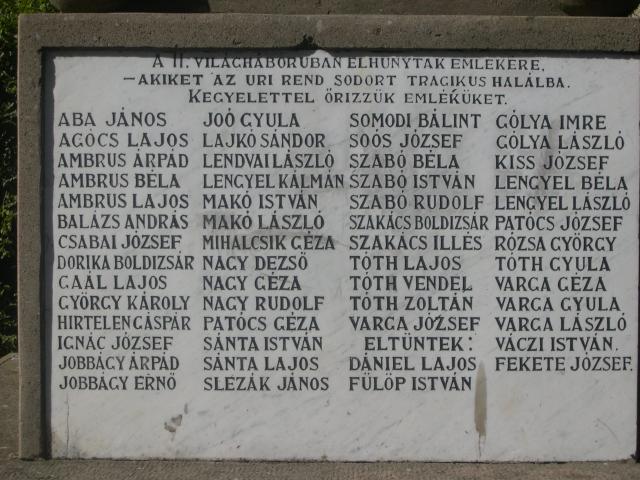 A II. VILÁGHÁBORÚBAN ELHUNYTAK EMLÉKÉRE,
– AKIKET AZ URI REND SODORT TRAGIKUS HALÁLBA.
KEGYELETTEL ŐRIZZÜK EMLÉKÜKET.
ABA JÁNOS
AGÓCS LAJOS
AMBRUS ÁRPÁD
AMBRUS BÉLA
AMBRUS LAJOS
BALÁZS ANDRÁS
CSABAI JÓZSEF
DORIKA BOLDIZSÁR
GAÁL LAJOS
GYÖRGY KÁROLY
HIRTELEN GÁSPÁR
IGNÁC JÓZSEF
JOBBÁGY ÁRPÁD
JOBBÁGY ERNŐ
JOÓ GYULA
LAJKÓ SÁNDOR
LENDVAI LÁSZLÓ
LENGYEL KÁLMÁN
MAKÓ ISTVÁN
MAKÓ LÁSZLÓ
MIHALCSIK GÉZA
NAGY DEZSŐ
NAGY GÉZA
NAGY RUDOLF
PATÓCS GÉZA
SÁNTA ISTVÁN
SÁNTA LAJOS
SLEZÁK JÁNOS
SOMODI BÁLINT
SOÓS JÓZSEF
SZABÓ BÉLA
SZABÓ ISTVÁN
SZABÓ RUDOLF
SZAKÁCS BOLDIZSÁR
SZAKÁCS ILLÉS
TÓTH LAJOS
TÓTH VENDEL
TÓTH ZOLTÁN
VARGA JÓZSEF
ELTÜNTEK:
DÁNIEL LAJOS
FÜLÖP ISTVÁN
GÓLYA IMRE
GÓLYA LÁSZLÓ
KISS JÓZSEF
LENGYEL BÉLA
LENGYEL LÁSZLÓ
PATÓCS JÓZSEF
RÓZSA GYÖRGY
TÓTH GYULA
VARGA GÉZA
VARGA GYULA
VARGA LÁSZLÓ
VÁCZI ISTVÁN.
FEKETE JÓZSEF.